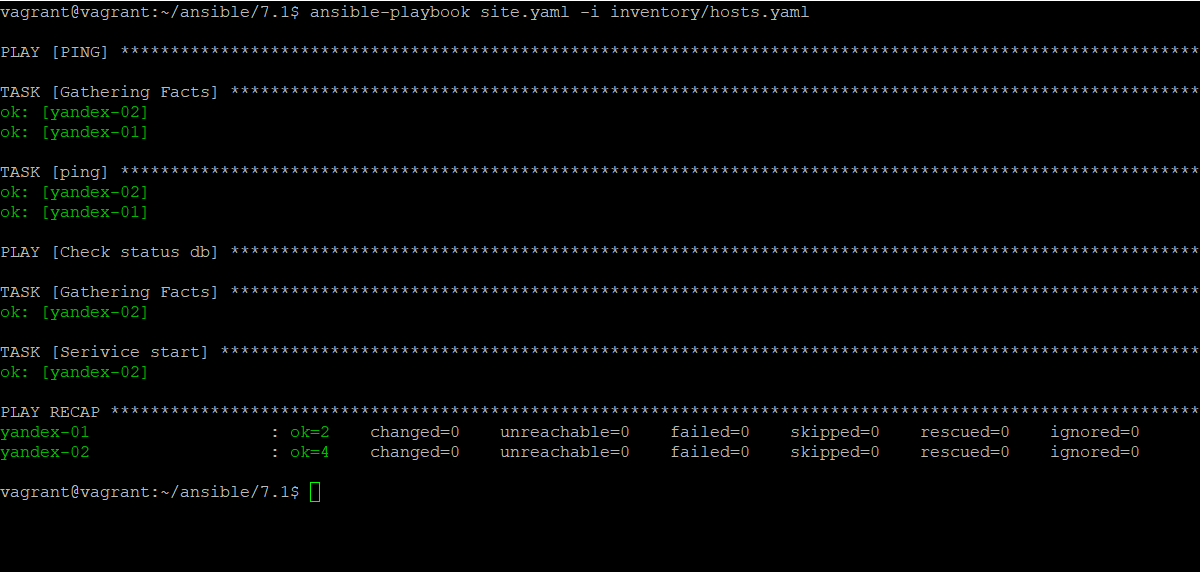 vagrant@vagrant:~/ansible/7.1$ ansible-playbook site.yaml -i inventory/hosts.yaml
PLAY [PING] ************************************************************************************************************
TASK [Gathering Facts] *************************************************************************************************
ok: [yandex-02]
ok: [yandex-01]
TASK [ping] ************************************************************************************************************
ok: [yandex-02]
ok: [yandex-01]
PLAY [Check status db] *************************************************************************************************
TASK [Gathering Facts] *************************************************************************************************
ok: [yandex-02]
TASK [Serivice start] **************************************************************************************************
ok: [yandex-02]
PLAY RECAP *************************************************************************************************************
yandex-01                  : ok=2    changed=0    unreachable=0    failed=0    skipped=0    rescued=0    ignored=0
yandex-02                  : ok=4    changed=0    unreachable=0    failed=0    skipped=0    rescued=0    ignored=0
vagrant@vagrant:~/ansible/7.1$